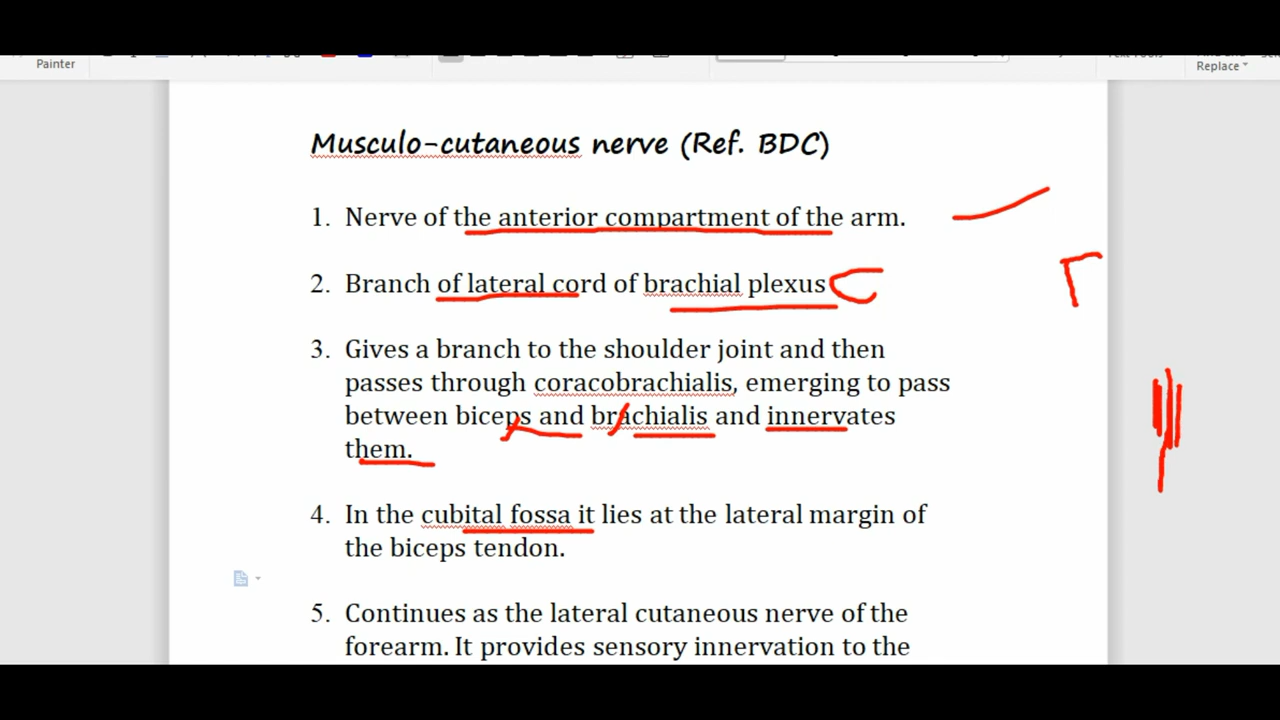 Painter
Replace
Musculo-cutaneous nerve (Ref. BDC)
1. Nerve of the anterior compartment of the arm.
2. Branch of lateral cord of brachial plexus
3. Gives a branch to the shoulder joint and then
passes through coracobrachialis, emerging to pass
between biceps and brachialis and innervates
them.
4. In the cubital fossa it lies at the lateral margin of
the biceps tendon.
5. Continues as the lateral cutaneous nerve of the
forearm. It provides sensory innervation to the